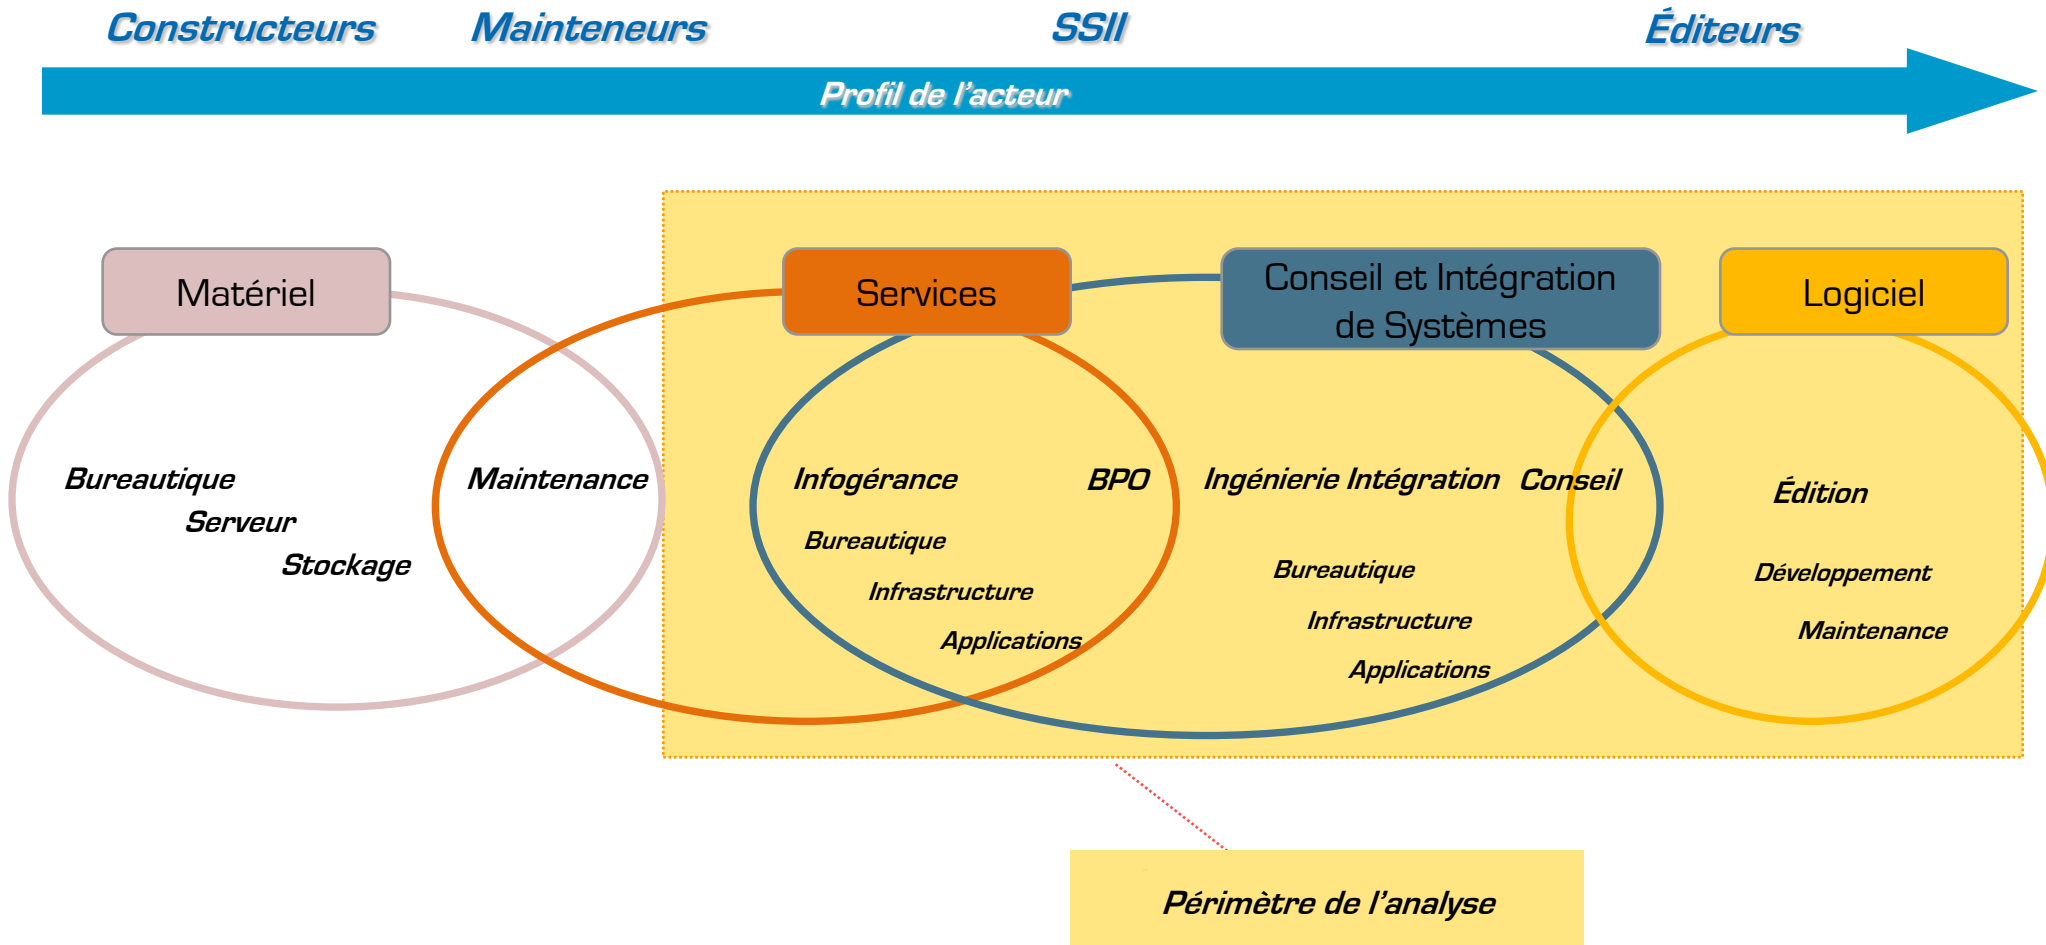 Constructeurs Mainteneurs SSII Éditeurs
Profil de l'acteur
Matériel
Services
Conseil et Intégration
de Systèmes
Logiciel
Bureautique
Serveur
Stockage
Maintenance
Infogérance
Bureautique
Infrastructure
Applications
BPO
Ingénierie Intégration
Bureautique
Infrastructure
Applications
Conseil
Édition
Développement
Maintenance
Périmètre de l'analyse